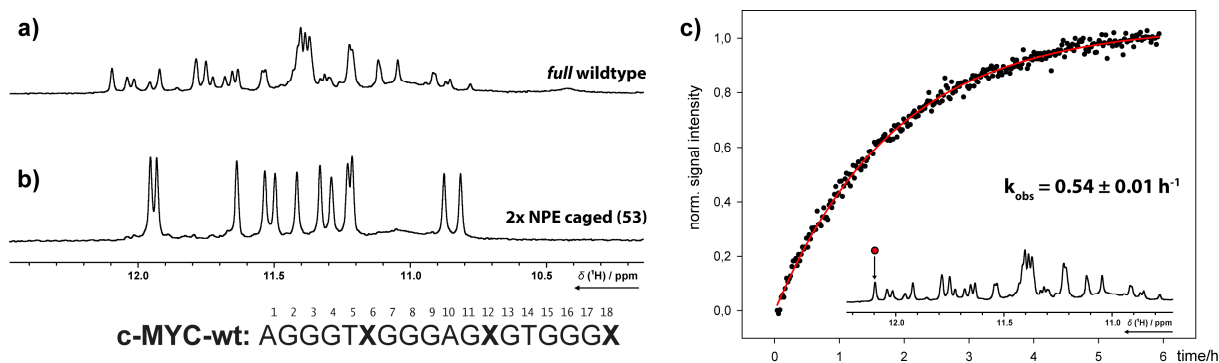 a)
full wildtype
b)
2x NPE caged (53)
12.0 11.5 11.0 10.5
δ (¹H) / ppm
1 2 3 4 5 6 7 8 9 10 11 12 13 14 15 16 17 18
c-MYC-wt: AGGGTXGGGAGXGTGGGX
c)
norm. signal intensity
1,0
0,8
0,6
0,4
0,2
0,0
k_obs = 0.54 ± 0.01 h⁻¹
12.0 11.5 11.0
δ (¹H) / ppm
0 1 2 3 4 5 6 time/h